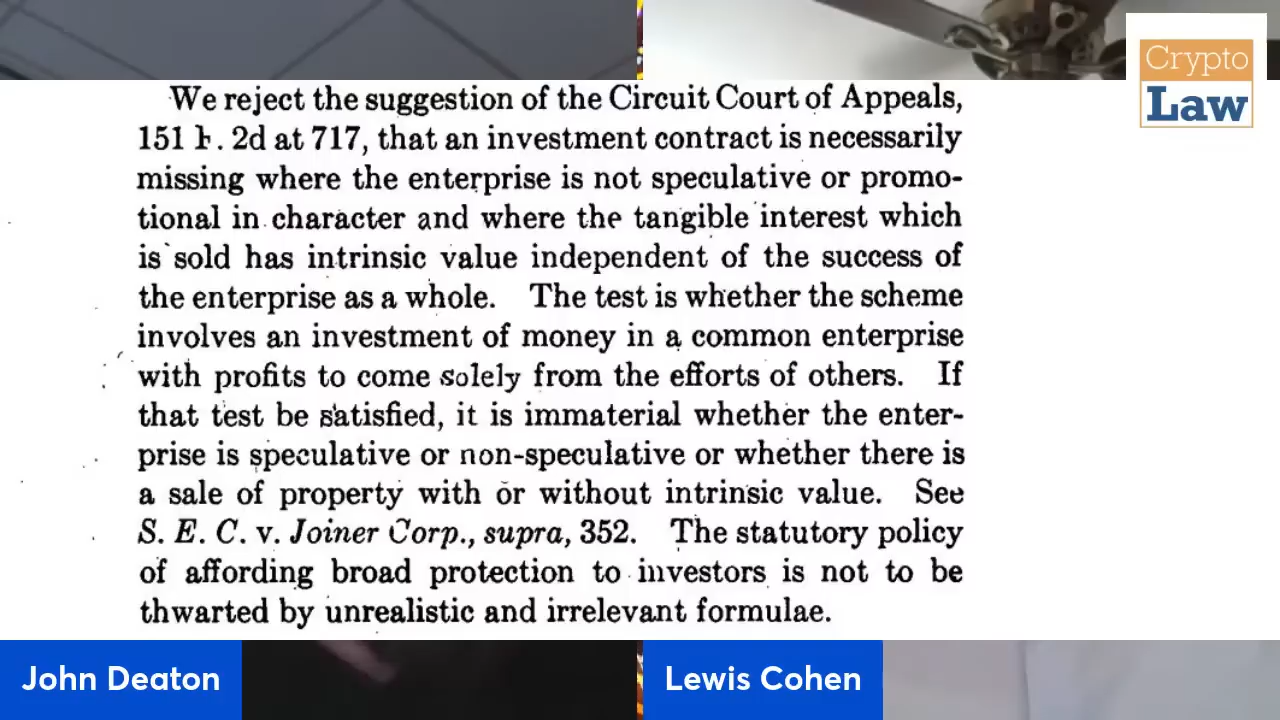 Crypto
Law
We reject the suggestion of the Circuit Court of Appeals,
151 F. 2d at 717, that an investment contract is necessarily
missing where the enterprise is not speculative or promo-
tional in character and where the tangible interest which
is sold has intrinsic value independent of the success of
the enterprise as a whole. The test is whether the scheme
involves an investment of money in a common enterprise
with profits to come solely from the efforts of others. If
that test be satisfied, it is immaterial whether the enter-
prise is speculative or non-speculative or whether there is
a sale of property with or without intrinsic value. See
S. E. C. v. Joiner Corp., supra, 352. The statutory policy
of affording broad protection to investors is not to be
thwarted by unrealistic and irrelevant formulae.
John Deaton
Lewis Cohen